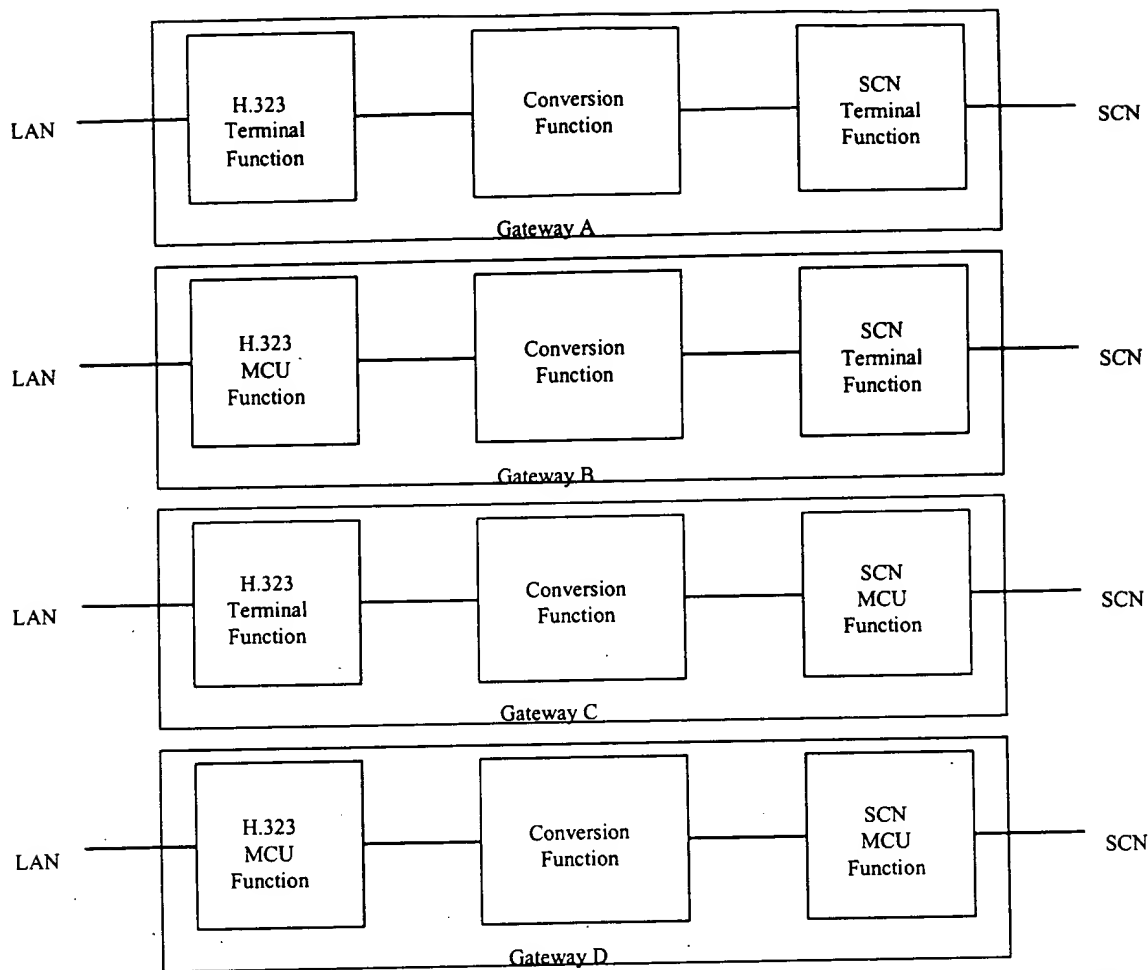 LAN
H.323
Terminal
Function
Conversion
Function
SCN
Terminal
Function
SCN
Gateway A
LAN
H.323
MCU
Function
Conversion
Function
SCN
Terminal
Function
SCN
Gateway B
LAN
H.323
Terminal
Function
Conversion
Function
SCN
MCU
Function
SCN
Gateway C
LAN
H.323
MCU
Function
Conversion
Function
SCN
MCU
Function
SCN
Gateway D